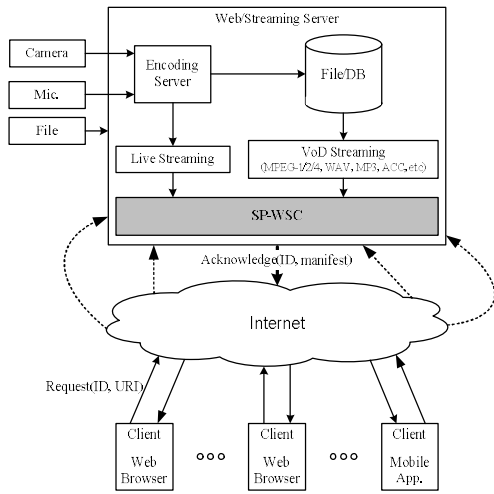 Web/Streaming Server
Camera
Mic.
File
Encoding
Server
File/DB
Live Streaming
VoD Streaming
(MPEG-1/2/4, WAV, MP3, ACC, etc)
SP-WSC
Acknowledge(ID, manifest)
Internet
Request(ID, URI)
Client
Web
Browser
Client
Web
Browser
Client
Mobile
App.